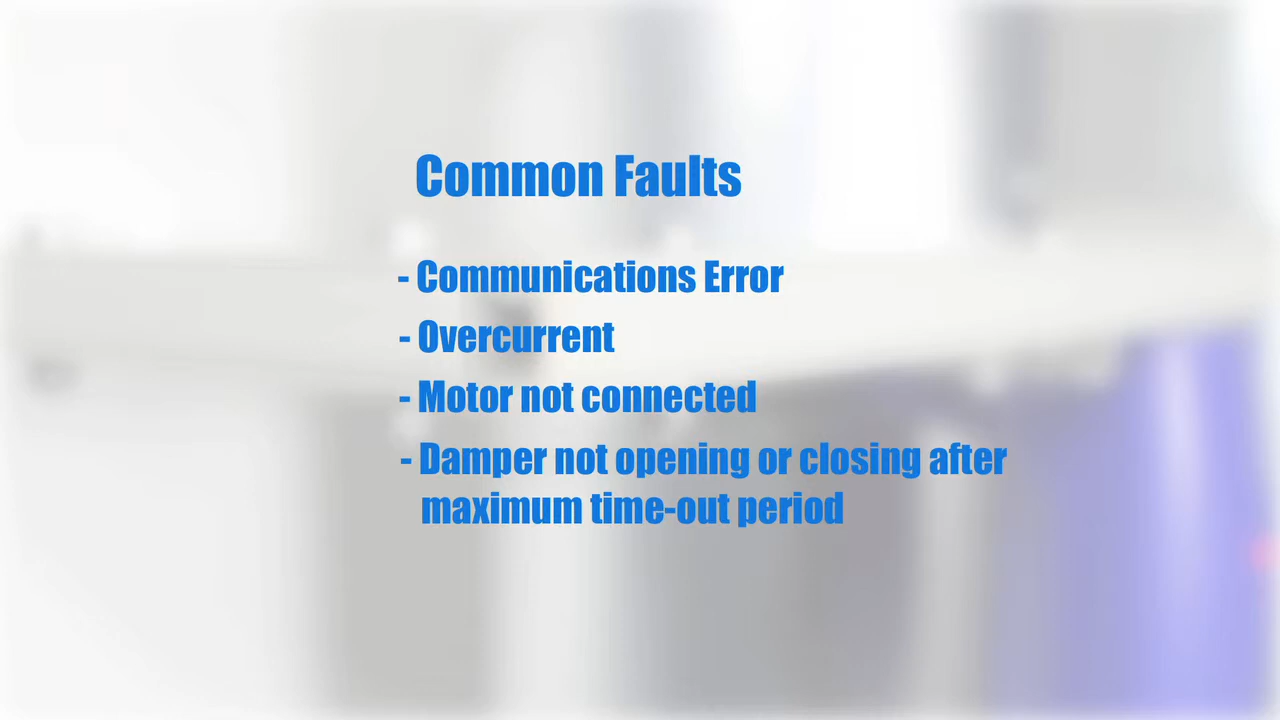 Common Faults
- Communications Error
- Overcurrent
- Motor not connected
- Damper not opening or closing after
maximum time-out period